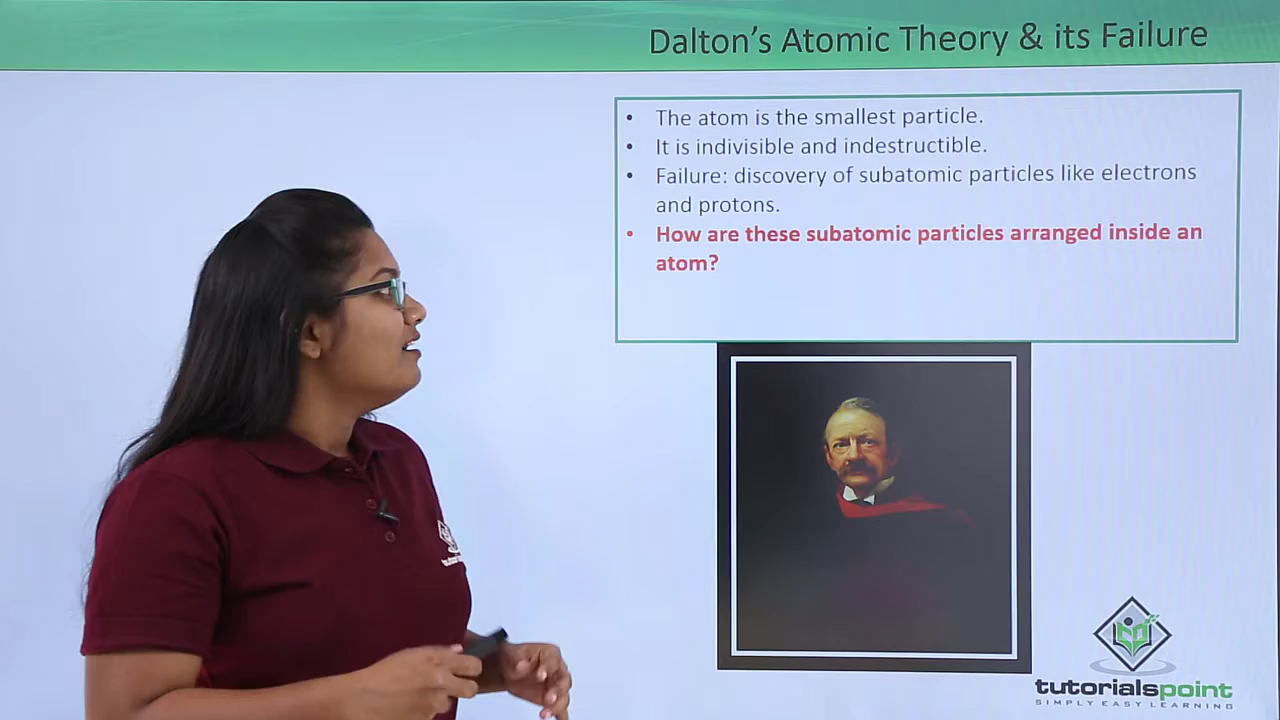 Dalton's Atomic Theory & its Failure
• The atom is the smallest particle.
• It is indivisible and indestructible.
• Failure: discovery of subatomic particles like electrons
and protons.
• How are these subatomic particles arranged inside an
atom?
tutorialspoint
SIMPLY EASY LEARNING